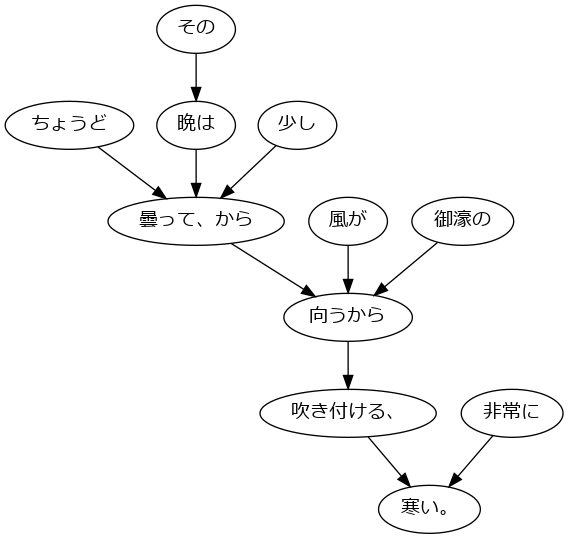 その
ちょうど
晩は
少し
曇って、から
風が
御濠の
向うから
吹き付ける、
非常に
寒い。